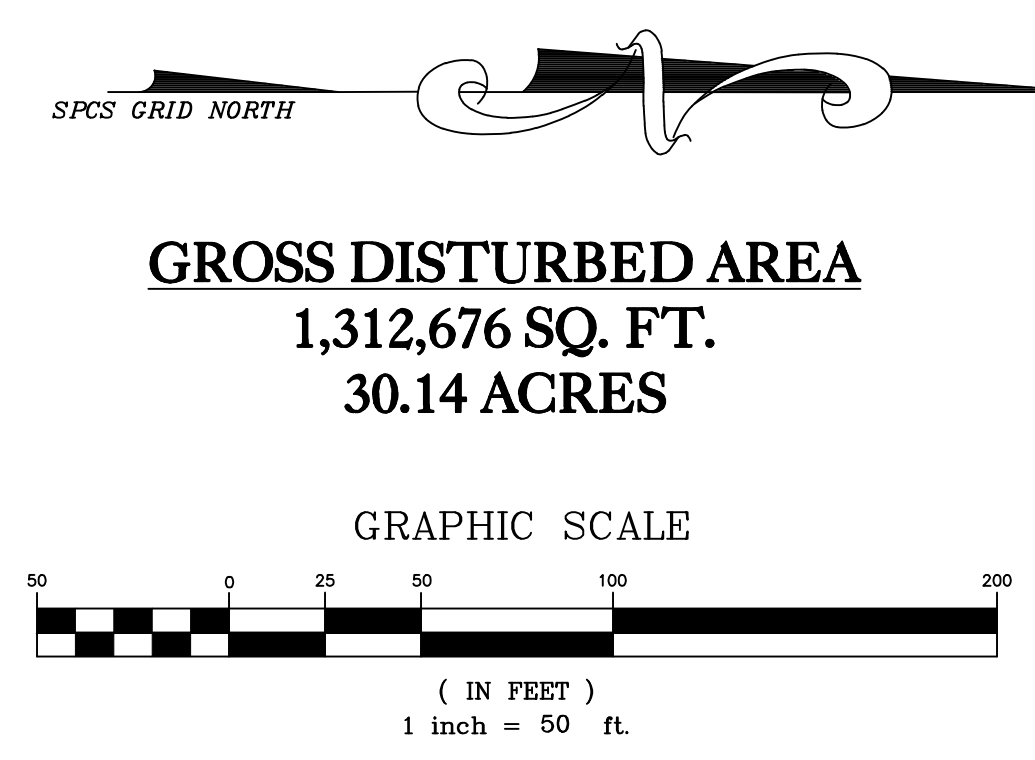 N
SPCS GRID NORTH
GROSS DISTURBED AREA
1,312,676 SQ. FT.
30.14 ACRES
GRAPHIC SCALE
50 0 25 50 100 200
( IN FEET )
1 inch = 50 ft.